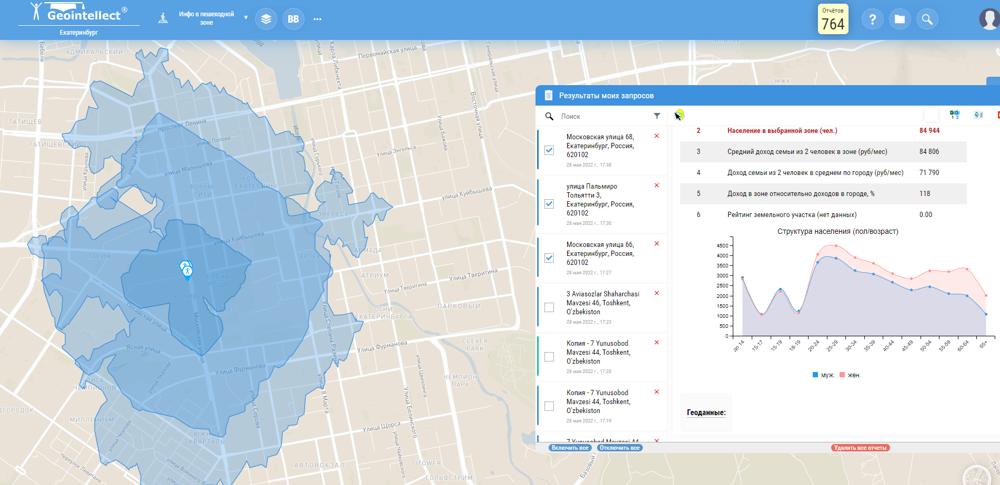 Geointellect®
Екатеринбург
Инфо в пешеходной
зоне
BB
Отчётов
764
?
Бебеля
АДМИРАЛЬСКИЙ-
2
улица
Карла Либкнехта
Первомайская улица
Генеральская улица
ПАЛАТКИ
МЖК
ТАТИЩЕВ
ТАТИЩЕВСКИЙ
проспект Ленина
улица Попова
улица Репина
улица Крылова
улица Малышева
Исеть
улица Горького
улица Энгельса
улица Бажова
Восточная улица
ФОРУМ-
СИТИ
КОЛЬЦО
ЕКАТЕРИНЫ
улица Гоголя
улица Куйбышева
ЭВЕРЕСТ
улица Куйбышева
ПАРИЖ
АРТЕК
АРМАДА
АТРИУМ
Улица Тверитина
Улица Тверитина
ЗЕЛЁНАЯ
РОЩА
ГУЛЛИВЕР
АНТАРЕС
Посадская улица
Московская улица
ОГНИ
ЕКАТЕРИНБУРГА
ПАРКОВЫЙ
улица Степана Разина
Ясная улица
Улица Фурманова
Улица Фурманова
CLEVER
PARK
улица Чкалова
ЛИГА
ЧЕМПИОНОВ
улица Цвиллинга
ЧЕМПИОН
ПАРК
улица 8 Марта
Улица Белинского
улица Серова
МИЛЛЕНИУМ
улица Чкалова
ЮЖНЫЕ
КВАРТАЛЫ
Улица Щорса
улица Чайковского
переулок Левитана
улица Военного Ф
АВТОВОКЗАЛ
ITOWER
ГОЛЬФСТРИМ
Базовый
Результаты моих запросов
Поиск
Московская улица 68,
Екатеринбург, Россия,
620102
28 мая 2022 г., 17:30
улица Пальмиро
Тольятти 3,
Екатеринбург, Россия,
620102
28 мая 2022 г., 17:30
Московская улица 66,
Екатеринбург, Россия,
620102
28 мая 2022 г., 17:27
3 Aviasozlar Shaharchasi
Mavzesi 46, Toshkent,
O'zbekiston
28 мая 2022 г., 17:23
Копия - 7 Yunusobod
Mavzesi 44, Toshkent,
O'zbekiston
28 мая 2022 г., 17:20
Копия - 7 Yunusobod
Mavzesi 44, Toshkent,
O'zbekiston
28 мая 2022 г., 17:19
7 Yunusobod Mavzesi 44
Включить все Отключить все Удалить все отчеты
1 2
2 Население в выбранной зоне (чел.) 84 944
3 Средний доход семьи из 2 человек в зоне (руб/мес) 84 806
4 Доход семьи из 2 человек в среднем по городу (руб/мес) 71 790
5 Доход в зоне относительно доходов в городе, % 118
6 Рейтинг земельного участка (нет данных) 0.00
Структура населения (пол/возраст)
4500
4000
3500
3000
2500
2000
1500
1000
500
0
до 14 15-17 15-19 18-19 20-24 25-29 30-34 35-39 40-44 45-49 50-54 55-59 60-64 65+
муж. жен.
Геоданные: